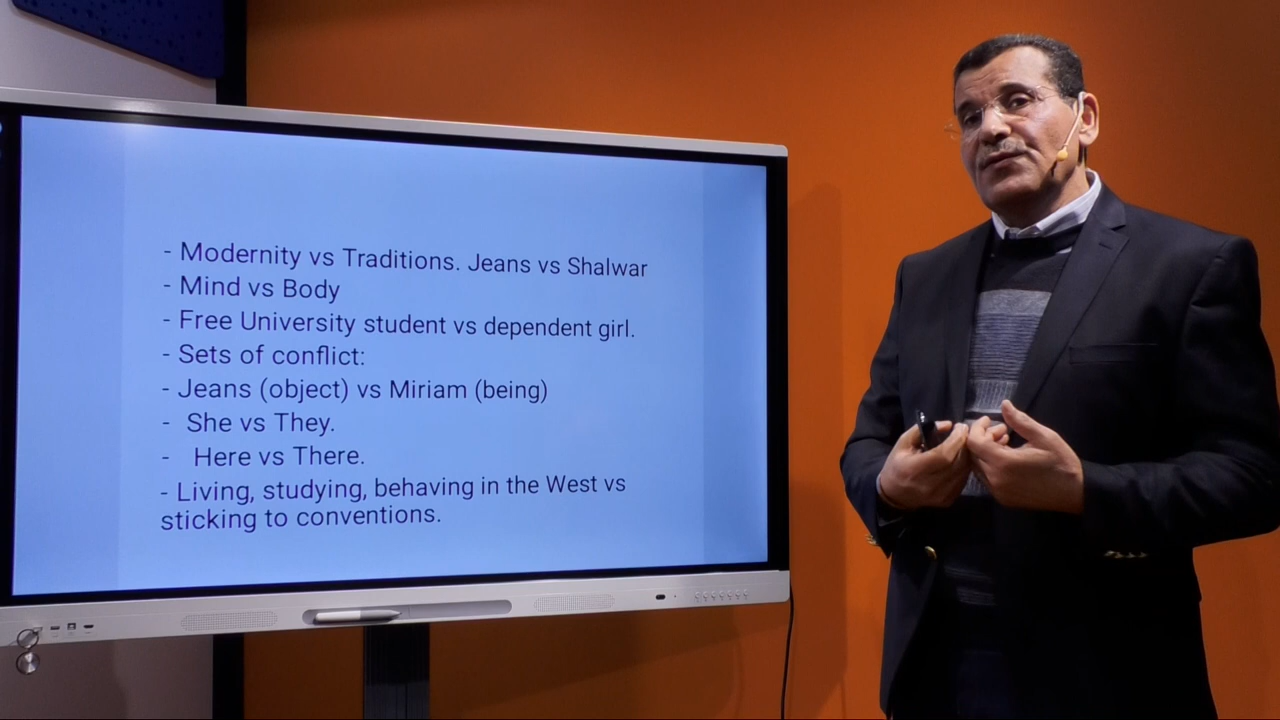 - Modernity vs Traditions. Jeans vs Shalwar
- Mind vs Body
- Free University student vs dependent girl.
- Sets of conflict:
- Jeans (object) vs Miriam (being)
- She vs They.
- Here vs There.
- Living, studying, behaving in the West vs
sticking to conventions.